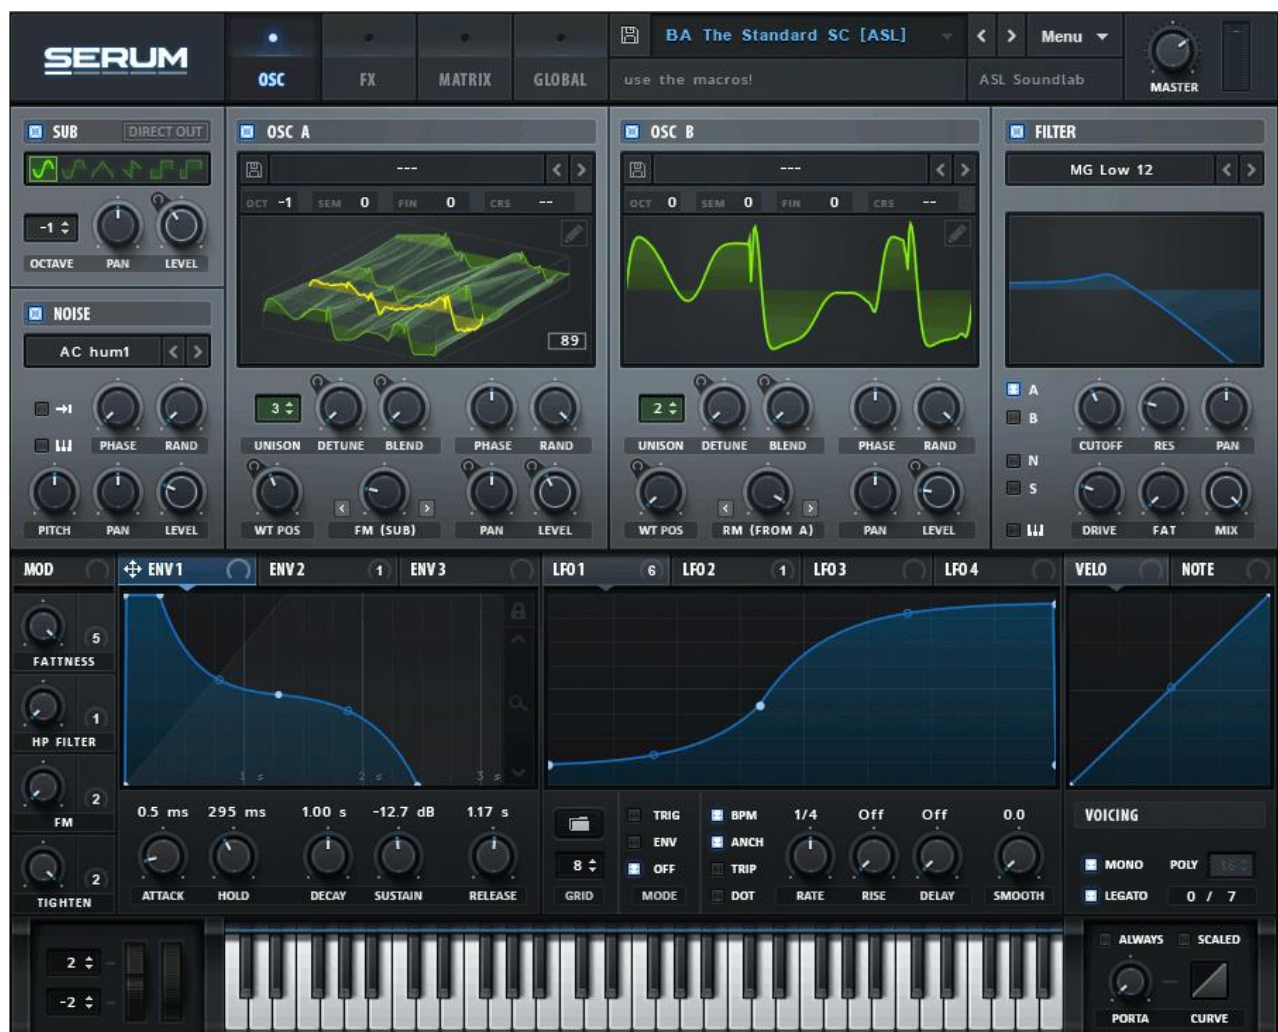 SERUM
OSC FX MATRIX GLOBAL
BA The Standard SC [ASL]
Menu
use the macros!
ASL Soundlab
MASTER
SUB DIRECT OUT
-1
OCTAVE PAN LEVEL
NOISE
AC hum1
PHASE RAND
PITCH PAN LEVEL
OSC A
---
OCT -1 SEM 0 FIN 0 CRS --
89
3
UNISON DETUNE BLEND PHASE RAND
WT POS FM (SUB) PAN LEVEL
OSC B
---
OCT 0 SEM 0 FIN 0 CRS --
2
UNISON DETUNE BLEND PHASE RAND
WT POS RM (FROM A) PAN LEVEL
FILTER
MG Low 12
A
B
N
S
CUTOFF RES PAN
DRIVE FAT MIX
MOD
5
FATTNESS
1
HP FILTER
2
FM
2
TIGHTEN
ENV 1 ENV 2 1 ENV 3
1 s 2 s 3 s
0.5 ms 295 ms 1.00 s -12.7 dB 1.17 s
ATTACK HOLD DECAY SUSTAIN RELEASE
LFO 1 6 LFO 2 1 LFO 3 LFO 4
8
GRID
TRIG
ENV
OFF
MODE
BPM
ANCH
TRIP
DOT
1/4 Off Off 0.0
RATE RISE DELAY SMOOTH
VELO NOTE
VOICING
MONO POLY 16
LEGATO 0 / 7
2
-2
ALWAYS SCALED
PORTA CURVE